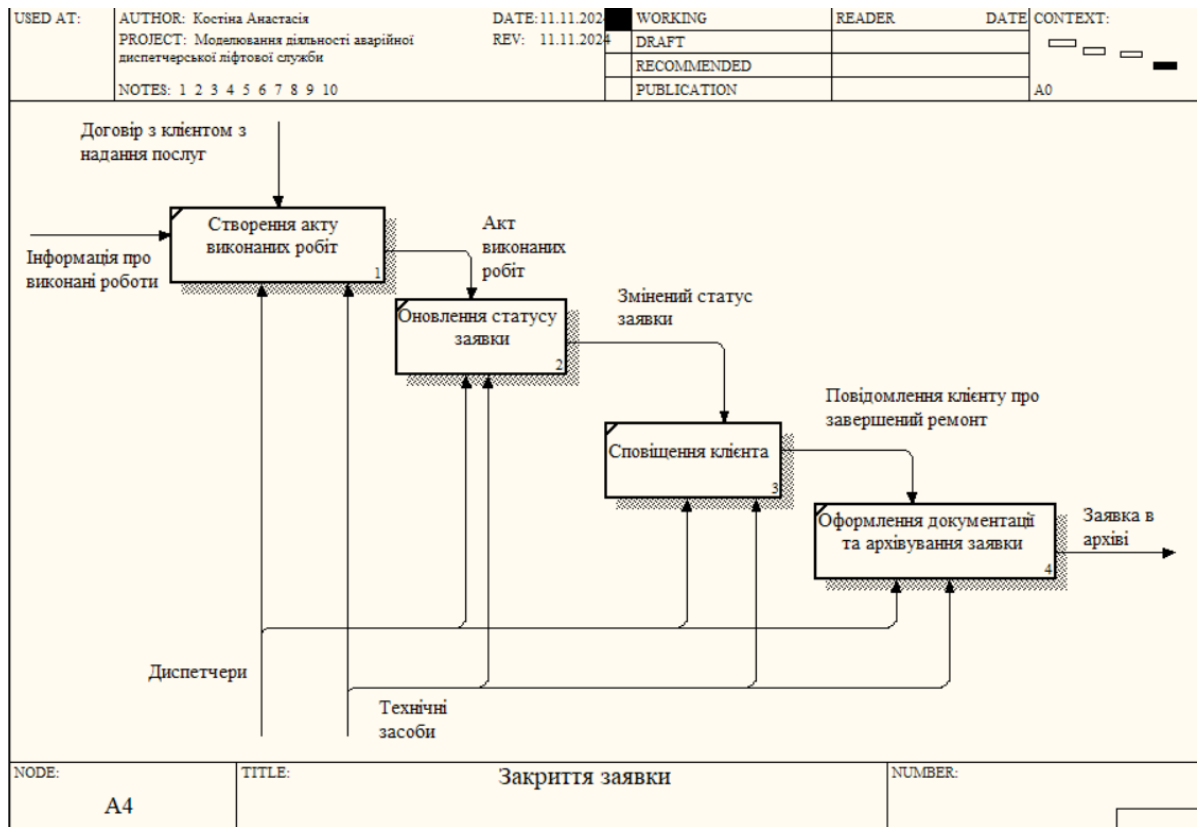 USED AT:
AUTHOR: Костіна Анастасія
DATE: 11.11.2024
PROJECT: Моделювання діяльності аварійної
диспетчерської ліфтової служби
REV: 11.11.2024
NOTES: 1 2 3 4 5 6 7 8 9 10
WORKING
DRAFT
RECOMMENDED
PUBLICATION
READER
DATE
CONTEXT:
A0
Договір з клієнтом з
надання послуг
Створення акту
виконаних робіт
1
Інформація про
виконані роботи
Акт
виконаних
робіт
Оновлення статусу
заявки
2
Змінений статус
заявки
Сповіщення клієнта
3
Повідомлення клієнту про
завершений ремонт
Оформлення документації
та архівування заявки
4
Заявка в
архіві
Диспетчери
Технічні
засоби
NODE:
A4
TITLE:
Закриття заявки
NUMBER: